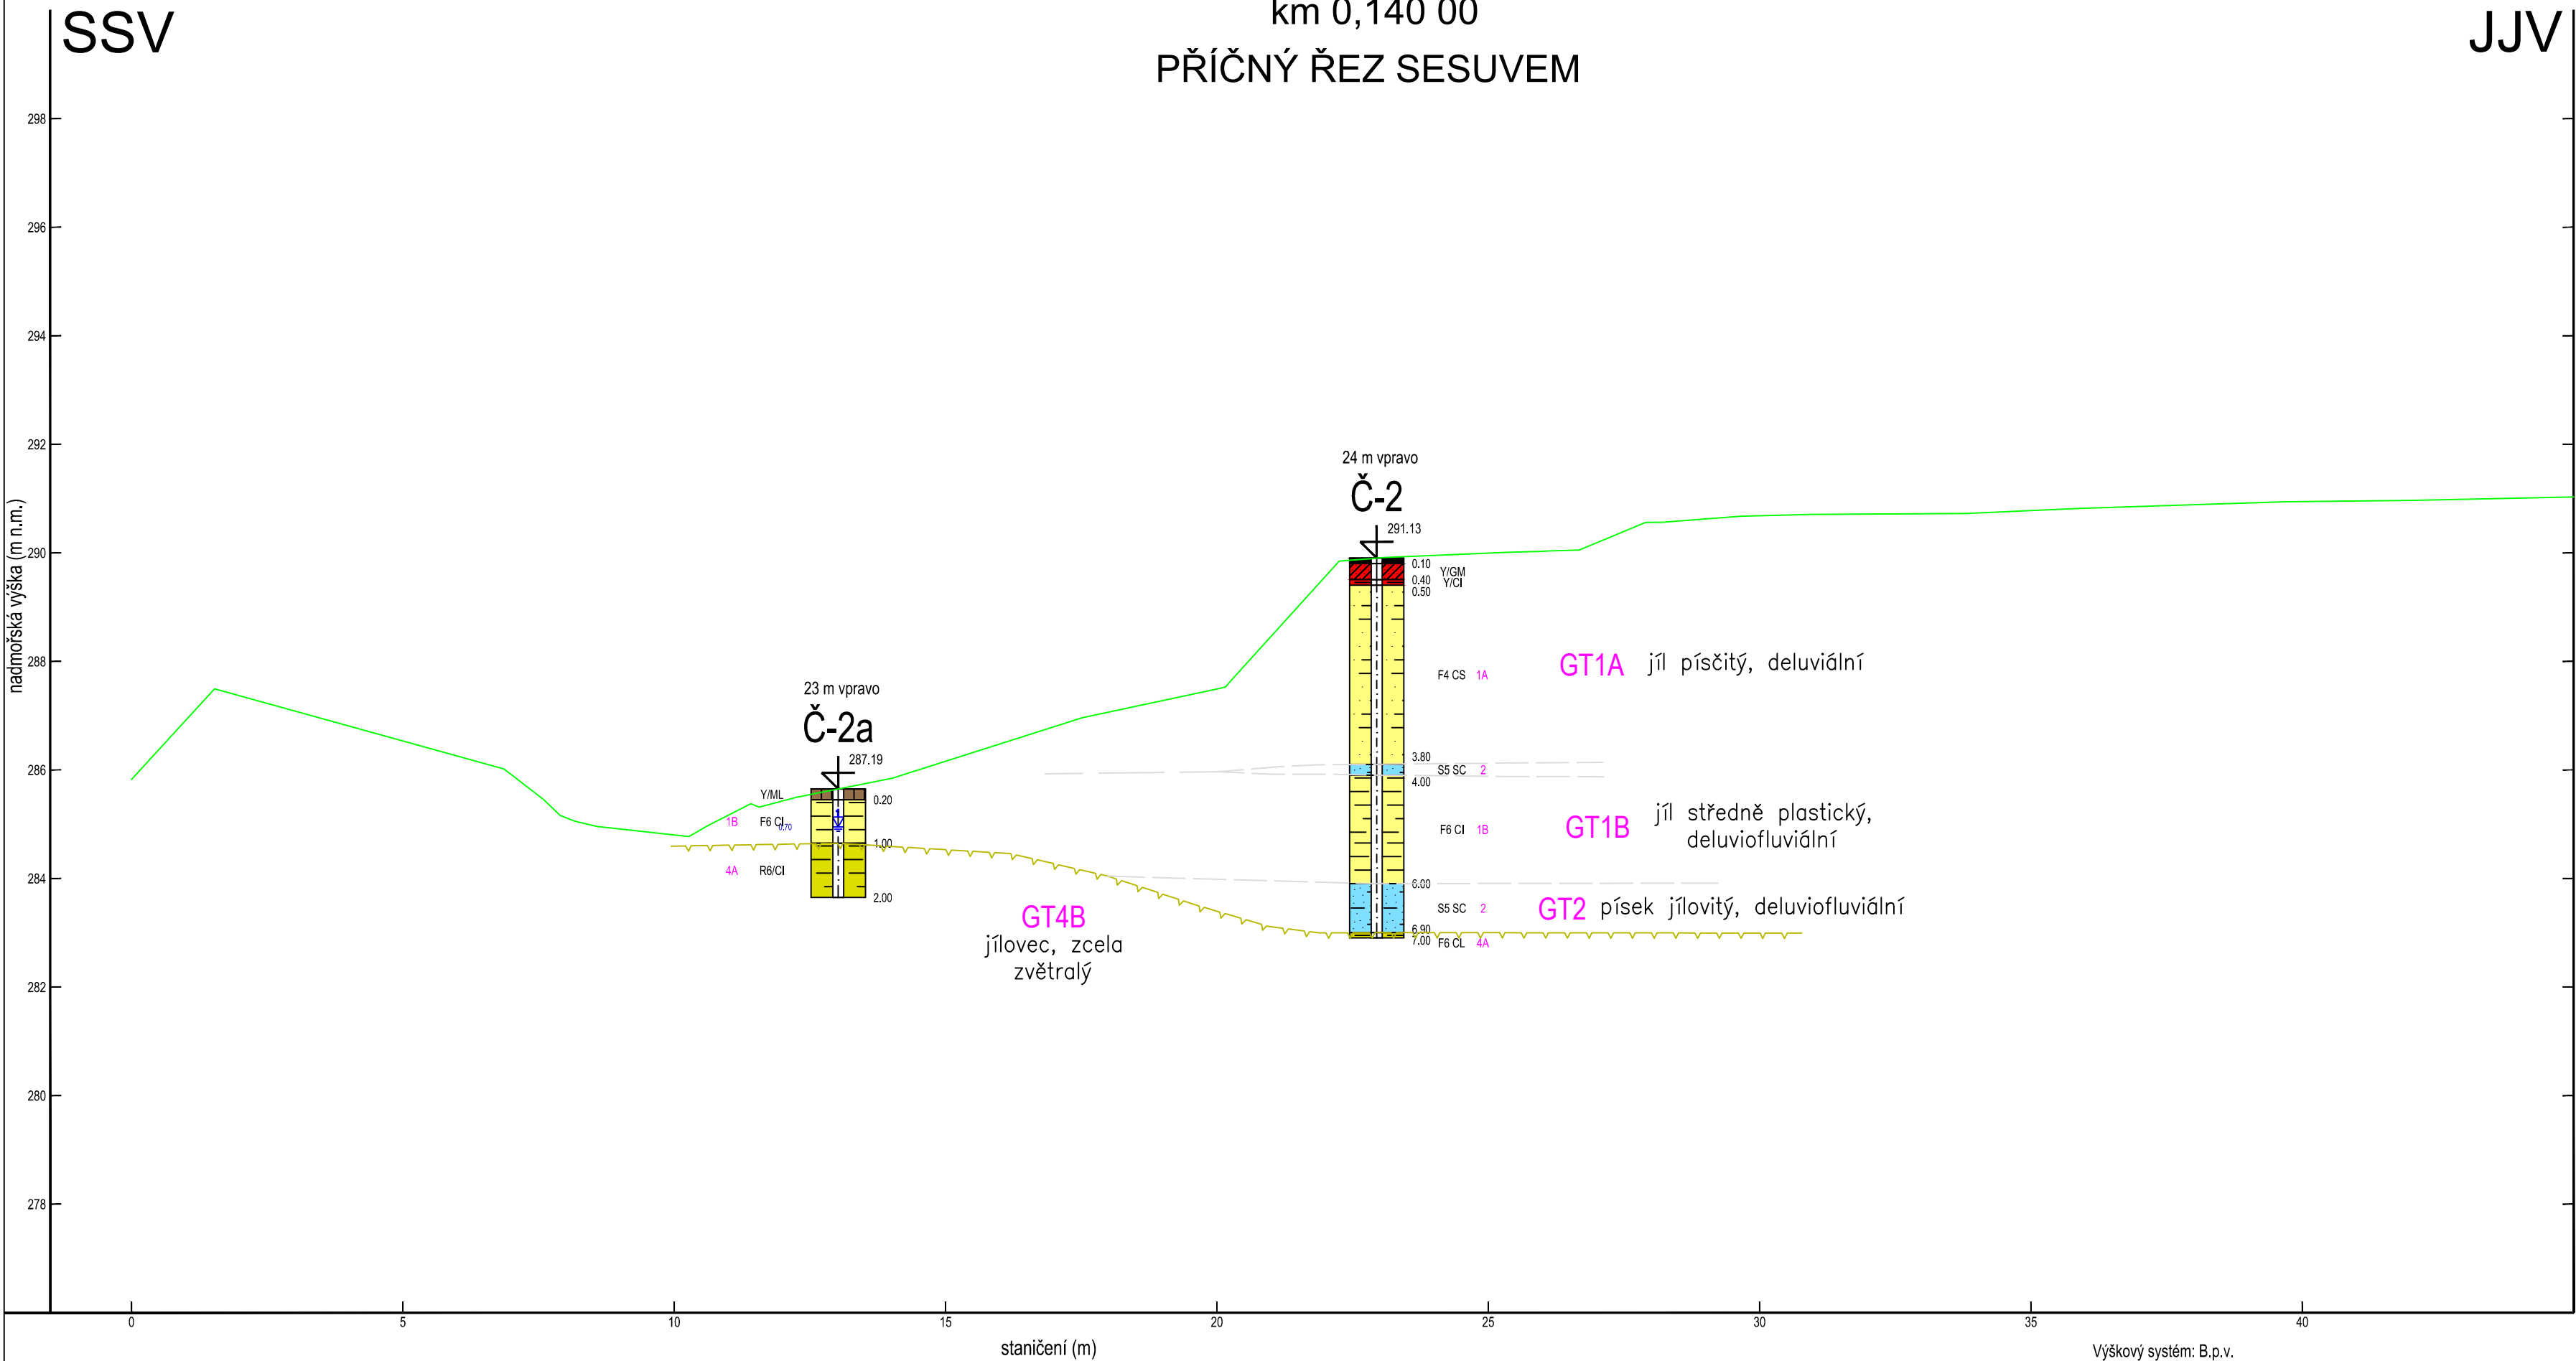 SSV
km 0,140 00
JJV
PŘÍČNÝ ŘEZ SESUVEM
298
296
294
292
290
288
286
284
282
280
278
nadmořská výška (m n.m.)
24 m vpravo
Č-2
291.13
0.10
Y/GM
0.40
Y/CI
0.50
F4 CS 1A
GT1A jíl písčitý, deluviální
3.80
S5 SC 2
4.00
F6 CI 1B
GT1B jíl středně plastický,
deluviofluviální
6.00
S5 SC 2
GT2 písek jílovitý, deluviofluviální
6.90
7.00
F6 CL 4A
23 m vpravo
Č-2a
287.19
Y/ML
0.20
1B F6 CI
0,70
1
1.00
4A R6/CI
2.00
GT4B
jílovec, zcela
zvětralý
0 5 10 15 20 25 30 35 40
staničení (m)
Výškový systém: B.p.v.